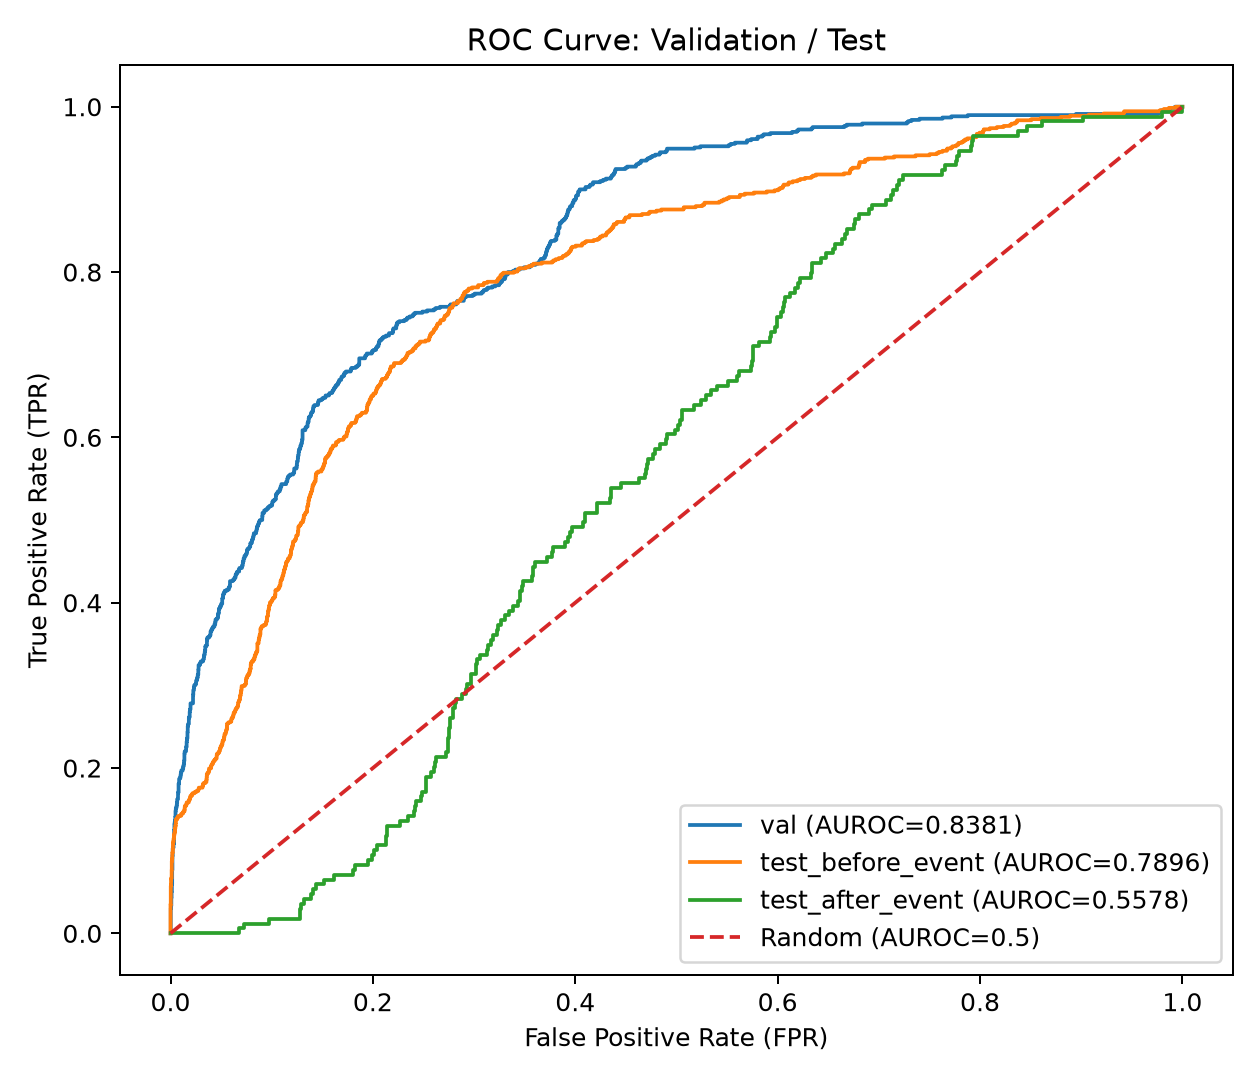 ROC Curve: Validation / Test
True Positive Rate (TPR)
1.0
0.8
0.6
0.4
0.2
0.0
val (AUROC=0.8381)
test_before_event (AUROC=0.7896)
test_after_event (AUROC=0.5578)
Random (AUROC=0.5)
0.0 0.2 0.4 0.6 0.8 1.0
False Positive Rate (FPR)